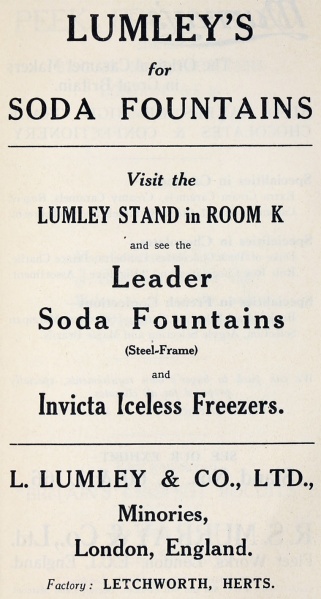 LUMLEY'S
for
SODA FOUNTAINS
Visit the
LUMLEY STAND in ROOM K
and see the
Leader
Soda Fountains
(Steel-Frame)
and
Invicta Iceless Freezers.
L. LUMLEY & CO., LTD.,
Minories,
London, England.
Factory: LETCHWORTH, HERTS.